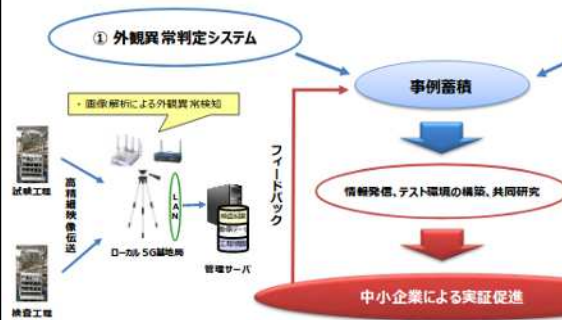 ① 外観異常判定システム
・画像解析による外観異常検知
試験工程
高精細映像伝送
検査工程
LAN
ローカル 5G基地局
管理サーバ
フィードバック
事例蓄積
情報発信、テスト環境の構築、共同研究
中小企業による実証促進